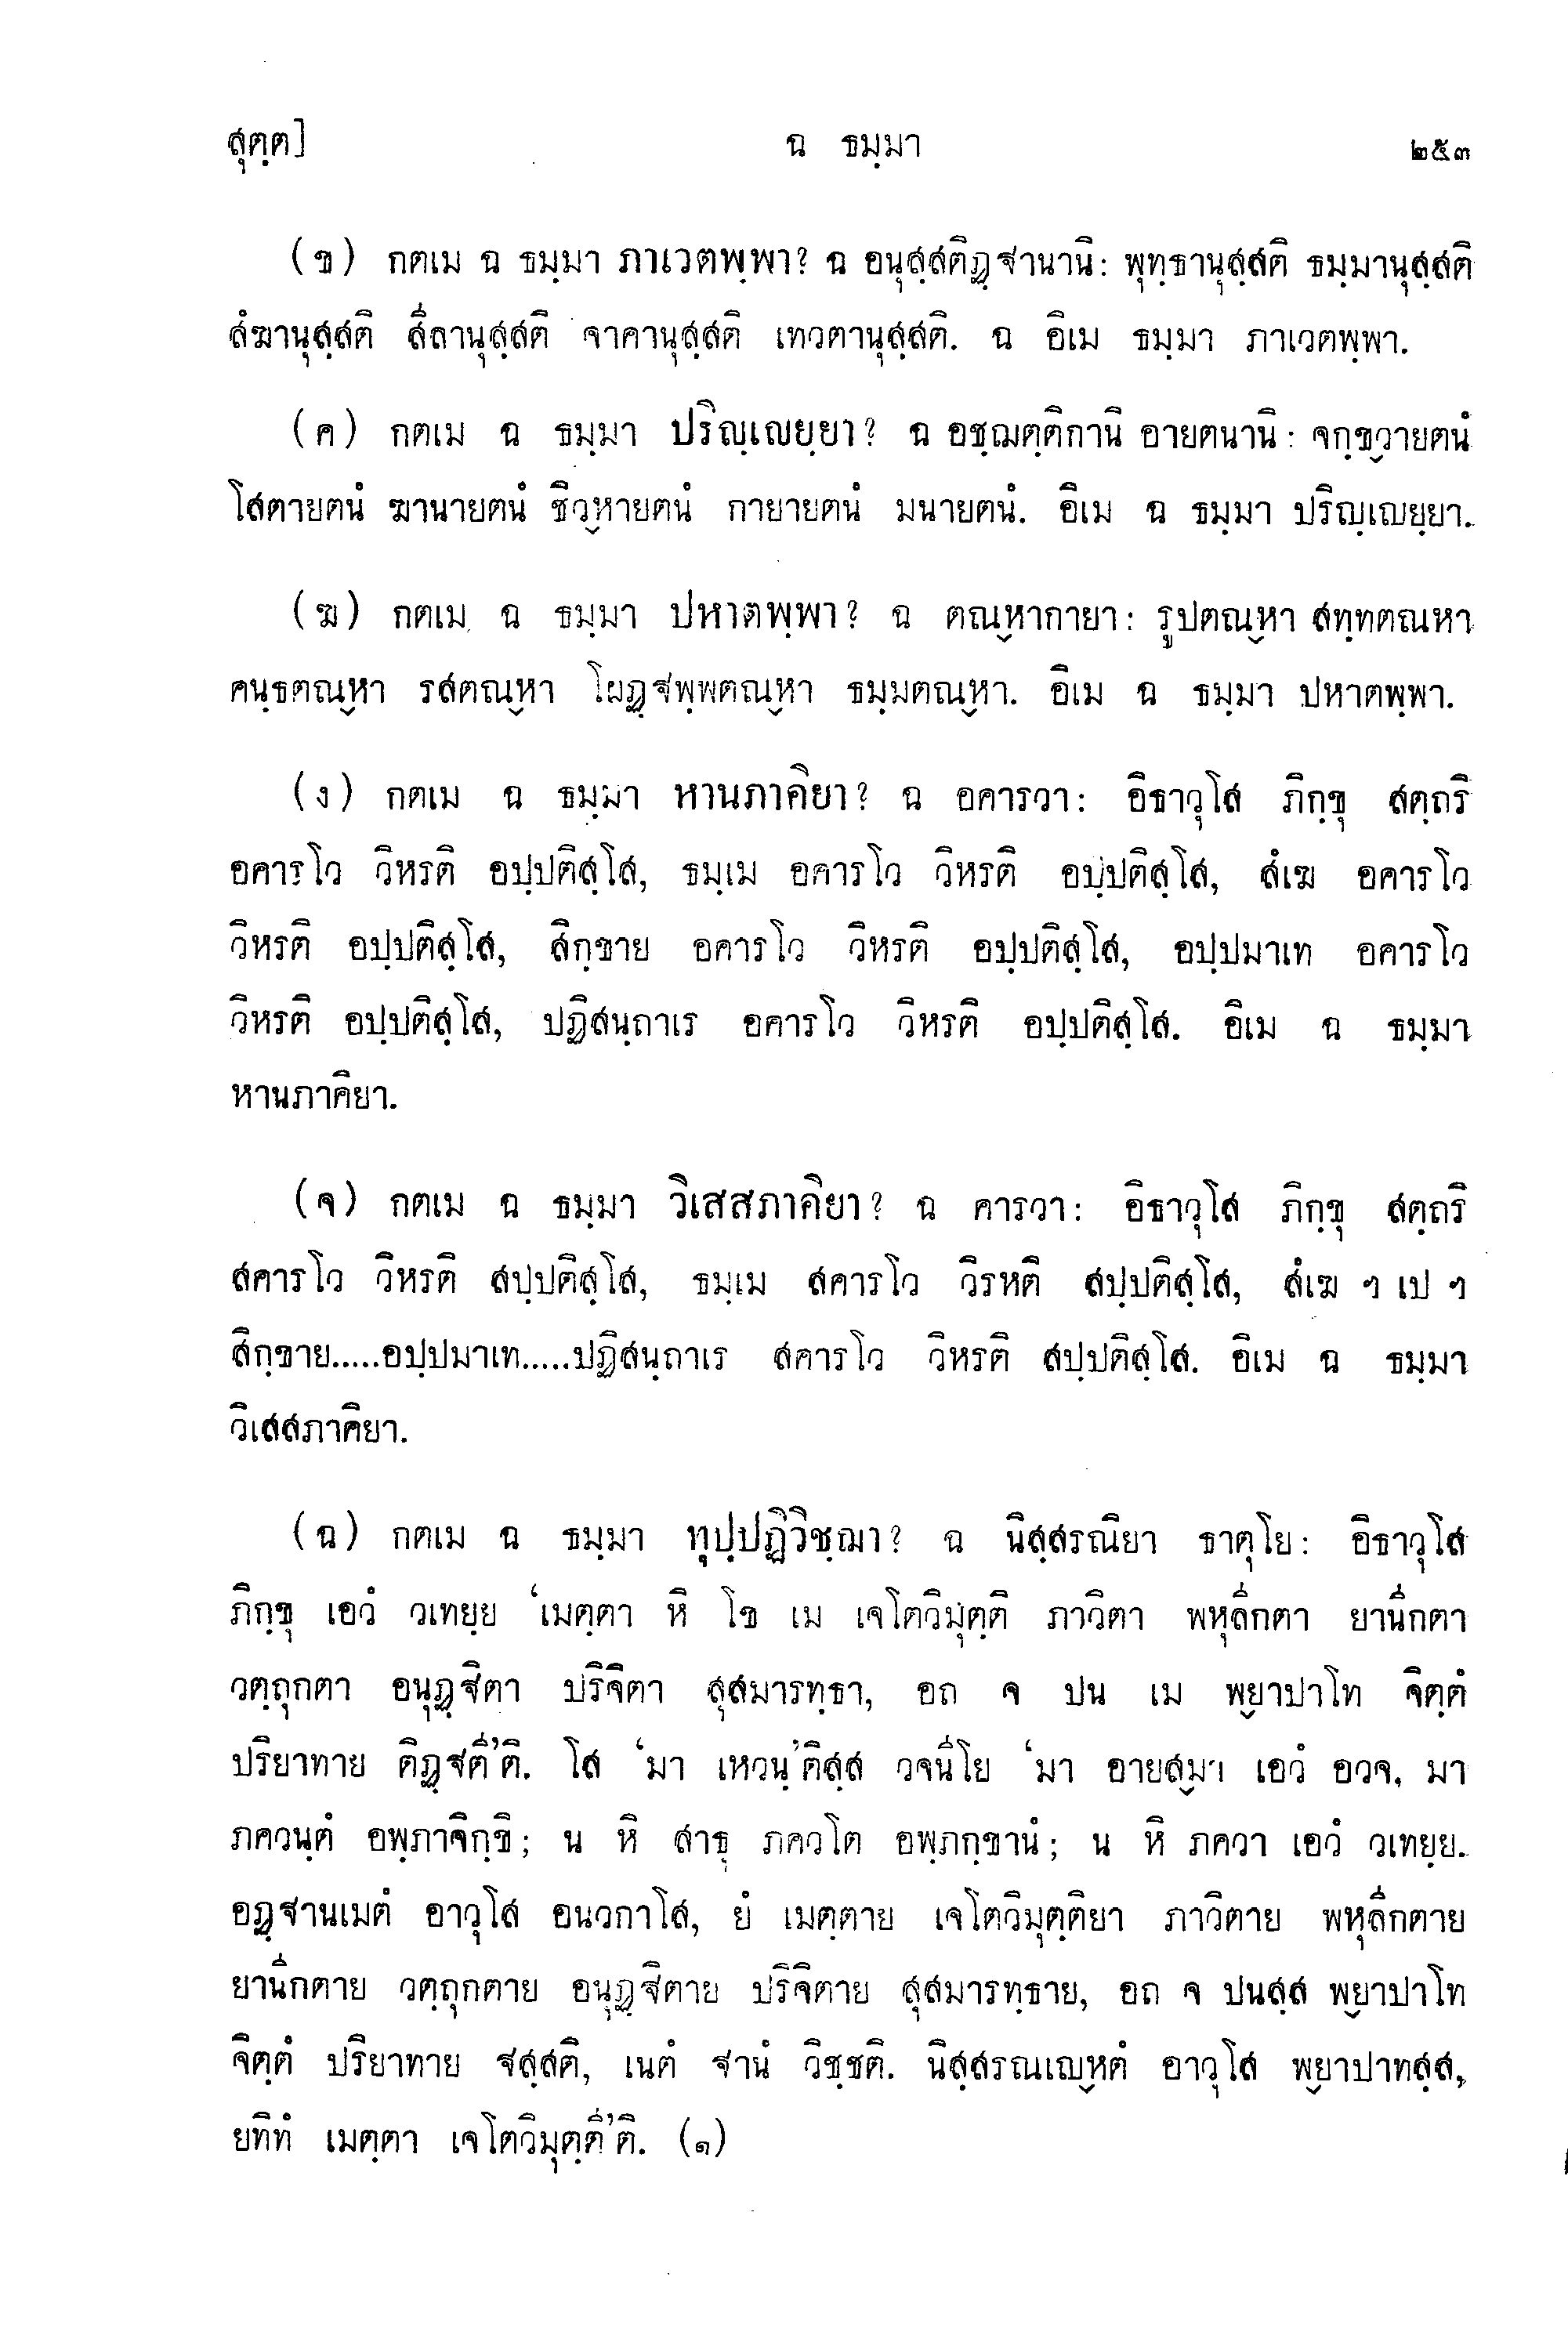 สุตฺต] ฉ ธมฺมา ๒๕๓
(ข) กตเม ฉ ธมฺมา ภาเวตพฺพา? ฉ อนุสฺสติฏฺฐานานิ: พุทฺธานุสฺสติ ธมฺมานุสฺสติ
สํฆานุสฺสติ สีลานุสฺสติ จาคานุสฺสติ เทวตานุสฺสติ. ฉ อิเม ธมฺมา ภาเวตพฺพา.
(ค) กตเม ฉ ธมฺมา ปริญฺเญยฺยา? ฉ อชฺฌตฺติกานิ อายตนานิ: จกฺขฺวายตนํ
โสตายตนํ ฆานายตนํ ชิวฺหายตนํ กายายตนํ มนายตนํ. อิเม ฉ ธมฺมา ปริญฺเญยฺยา.
(ฆ) กตเม ฉ ธมฺมา ปหาตพฺพา? ฉ ตณฺหากายา: รูปตณฺหา สทฺทตณหา
คนฺธตณฺหา รสตณฺหา โผฏฺฐพฺพตณฺหา ธมฺมตณฺหา. อิเม ฉ ธมฺมา ปหาตพฺพา.
(ง) กตเม ฉ ธมฺมา หานภาคิยา? ฉ อคารวา: อิธาวุโส ภิกฺขุ สตฺถริ
อคารโว วิหรติ อปฺปติสฺโส, ธมฺเม อคารโว วิหรติ อปฺปติสฺโส, สํเฆ อคารโว
วิหรติ อปฺปติสฺโส, สิกฺขาย อคารโว วิหรติ อปฺปติสฺโส, อปฺปมาเท อคารโว
วิหรติ อปฺปติสฺโส, ปฏิสนฺถาเร อคารโว วิหรติ อปฺปติสฺโส. อิเม ฉ ธมฺมา
หานภาคิยา.
(จ) กตเม ฉ ธมฺมา วิเสสภาคิยา? ฉ คารวา: อิธาวุโส ภิกฺขุ สตฺถริ
สคารโว วิหรติ สปฺปติสฺโส, ธมฺเม สคารโว วิรหติ สปฺปติสฺโส, สํเฆ ฯ เป ฯ
สิกฺขาย.....อปฺปมาเท.....ปฏิสนฺถาเร สคารโว วิหรติ สปฺปติสฺโส. อิเม ฉ ธมฺมา
วิเสสภาคิยา.
(ฉ) กตเม ฉ ธมฺมา ทุปฺปฏิวิชฺฌา? ฉ นิสฺสรณิยา ธาตุโย: อิธาวุโส
ภิกฺขุ เอวํ วเทยฺย ‘เมตฺตา หิ โข เม เจโตวิมุตฺติ ภาวิตา พหุลีกตา ยานีกตา
วตฺถุกตา อนุฏฺฐิตา ปริจิตา สุสมารทฺธา, อถ จ ปน เม พฺยาปาโท จิตฺตํ
ปริยาทาย ติฏฺฐตี’ติ. โส ‘มา เหวนฺ’ติสฺส วจนีโย ‘มา อายสฺมา เอวํ อวจ, มา
ภควนฺตํ อพฺภาจิกฺขิ; น หิ สาธุ ภควโต อพฺภกฺขานํ; น หิ ภควา เอวํ วเทยฺย.
อฏฺฐานเมตํ อาวุโส อนวกาโส, ยํ เมตฺตาย เจโตวิมุตฺติยา ภาวิตาย พหุลีกตาย
ยานีกตาย วตฺถุกตาย อนุฏฺฐิตาย ปริจิตาย สุสมารทฺธาย, อถ จ ปนสฺส พฺยาปาโท
จิตฺตํ ปริยาทาย ฐสฺสติ, เนตํ ฐานํ วิชฺชติ. นิสฺสรณเญฺหตํ อาวุโส พฺยาปาทสฺส,
ยทิทํ เมตฺตา เจโตวิมุตฺตี’ติ. (๑)